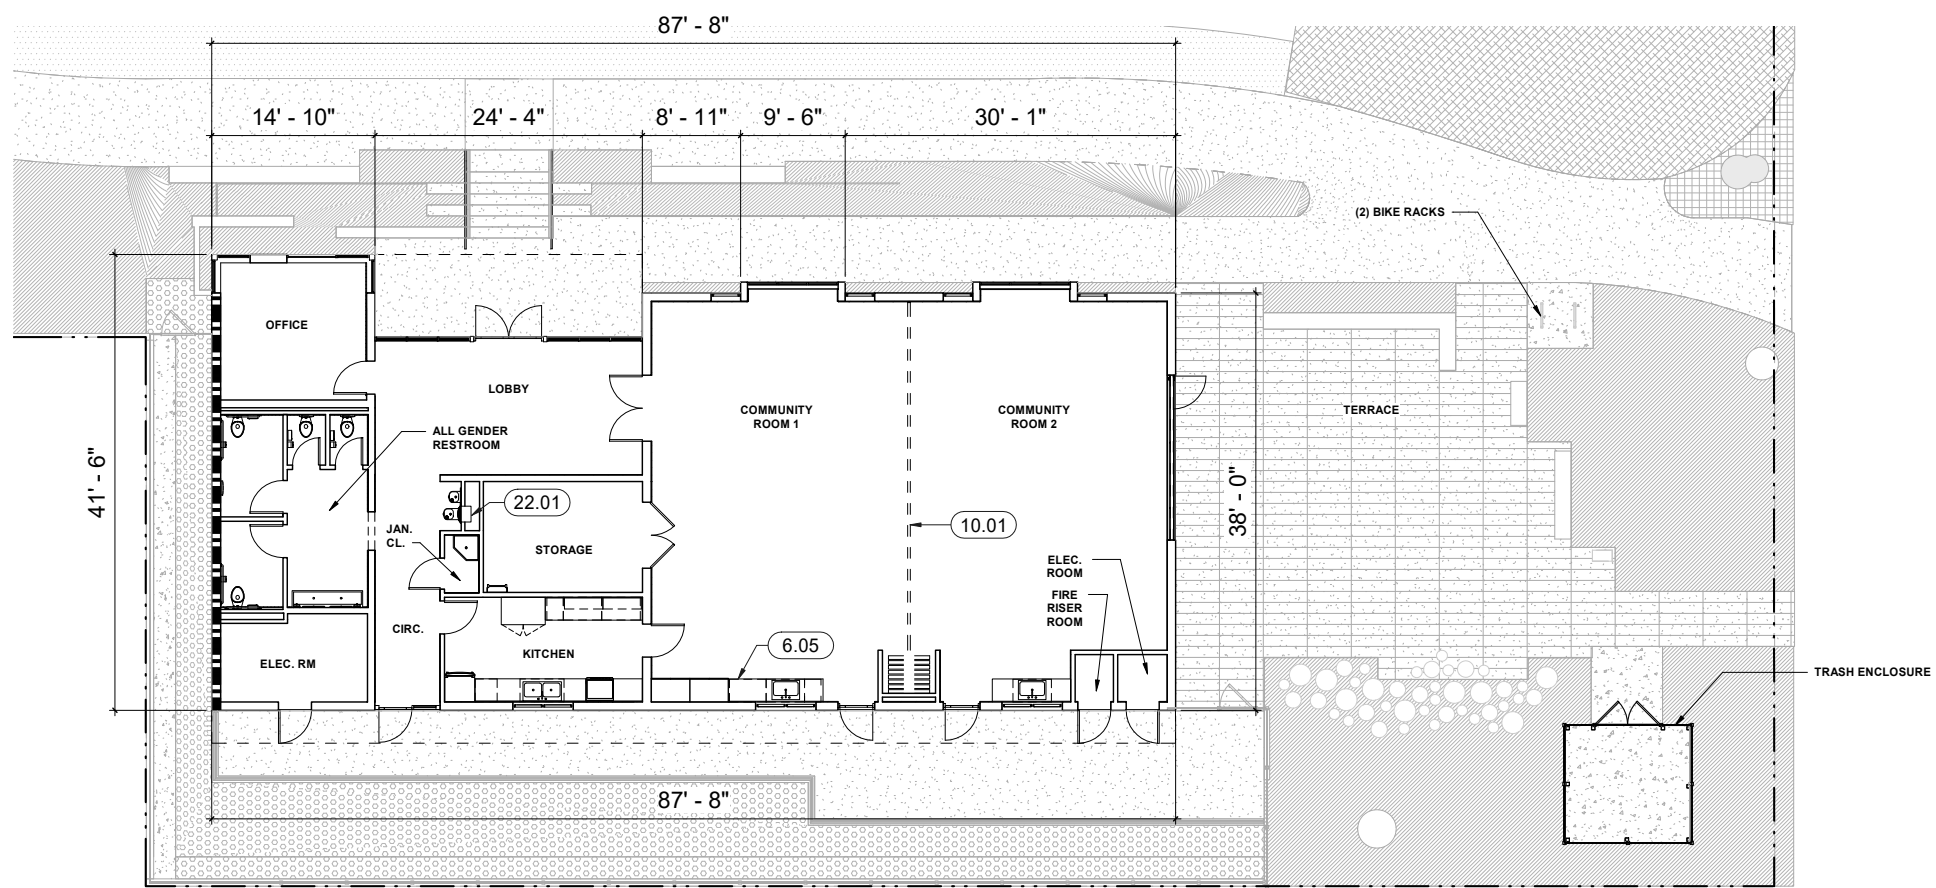 87' - 8"
14' - 10"
24' - 4"
8' - 11"
9' - 6"
30' - 1"
(2) BIKE RACKS
OFFICE
LOBBY
COMMUNITY
ROOM 1
COMMUNITY
ROOM 2
TERRACE
ALL GENDER
RESTROOM
41' - 6"
38' - 0"
22.01
10.01
JAN.
CL.
STORAGE
ELEC.
ROOM
FIRE
RISER
ROOM
CIRC.
KITCHEN
6.05
ELEC. RM
TRASH ENCLOSURE
87' - 8"